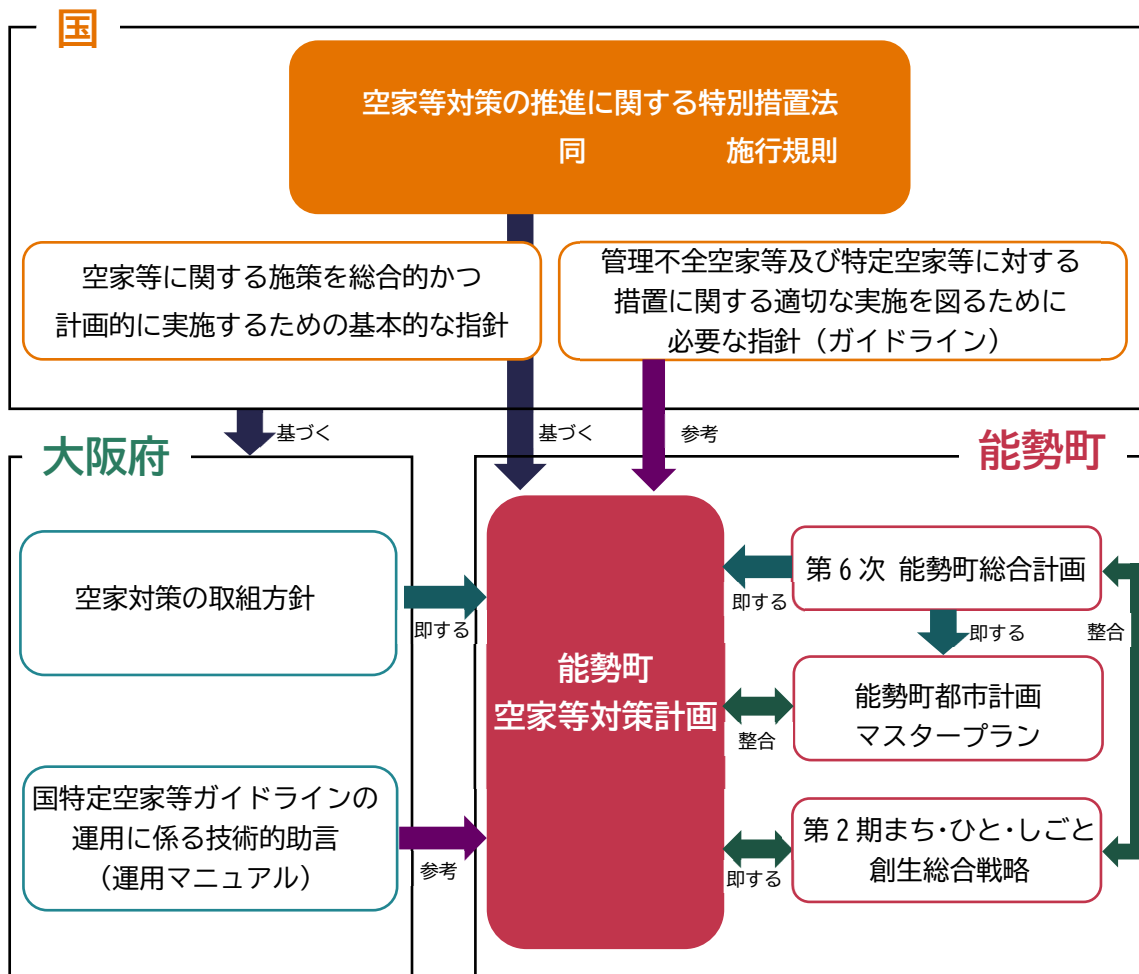 国
空家等対策の推進に関する特別措置法
同 施行規則
空家等に関する施策を総合的かつ
計画的に実施するための基本的な指針
管理不全空家等及び特定空家等に対する
措置に関する適切な実施を図るために
必要な指針（ガイドライン）
基づく
基づく
参考
大阪府
能勢町
空家対策の取組方針
即する
国特定空家等ガイドラインの
運用に係る技術的助言
（運用マニュアル）
参考
能勢町
空家等対策計画
第６次 能勢町総合計画
即する
即する
整合
能勢町都市計画
マスタープラン
整合
第２期まち・ひと・しごと
創生総合戦略
即する